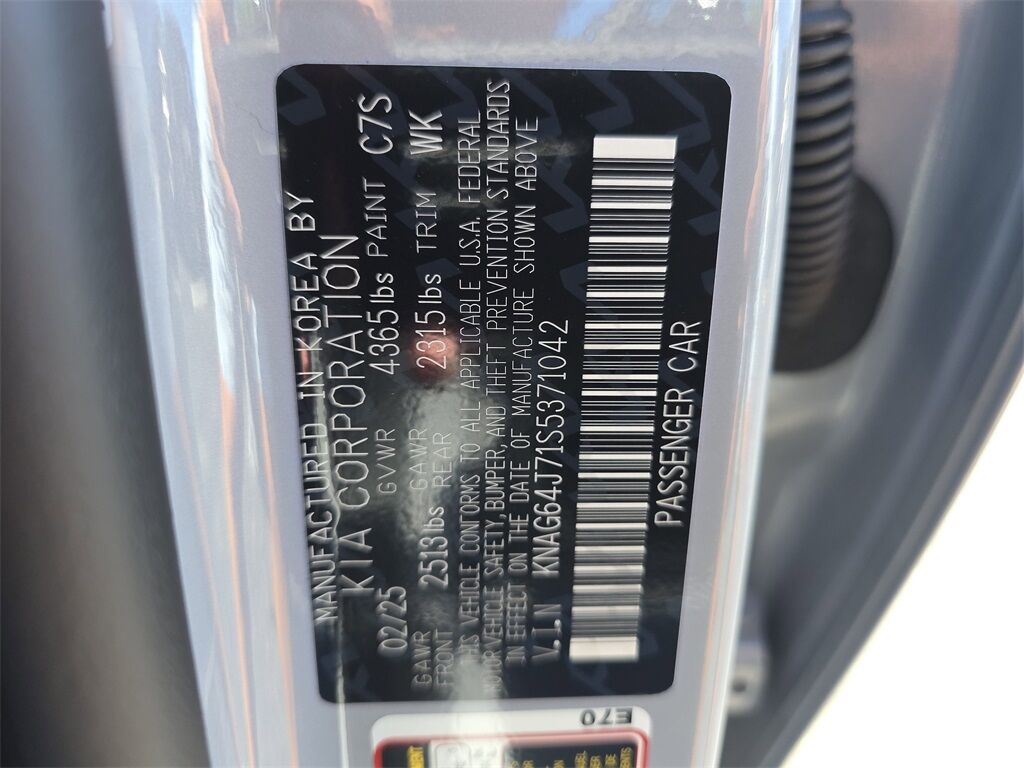 MANUFACTURED IN KOREA BY
KIA CORPORATION
02/25 GVWR 4365lbs PAINT C7S
GAWR FRONT 2513lbs GAWR REAR 2315lbs TRIM WK
THIS VEHICLE CONFORMS TO ALL APPLICABLE U.S.A. FEDERAL
MOTOR VEHICLE SAFETY, BUMPER, AND THEFT PREVENTION STANDARDS
IN EFFECT ON THE DATE OF MANUFACTURE SHOWN ABOVE
V.I.N KNAG64J71S5371042
PASSENGER CAR
E70